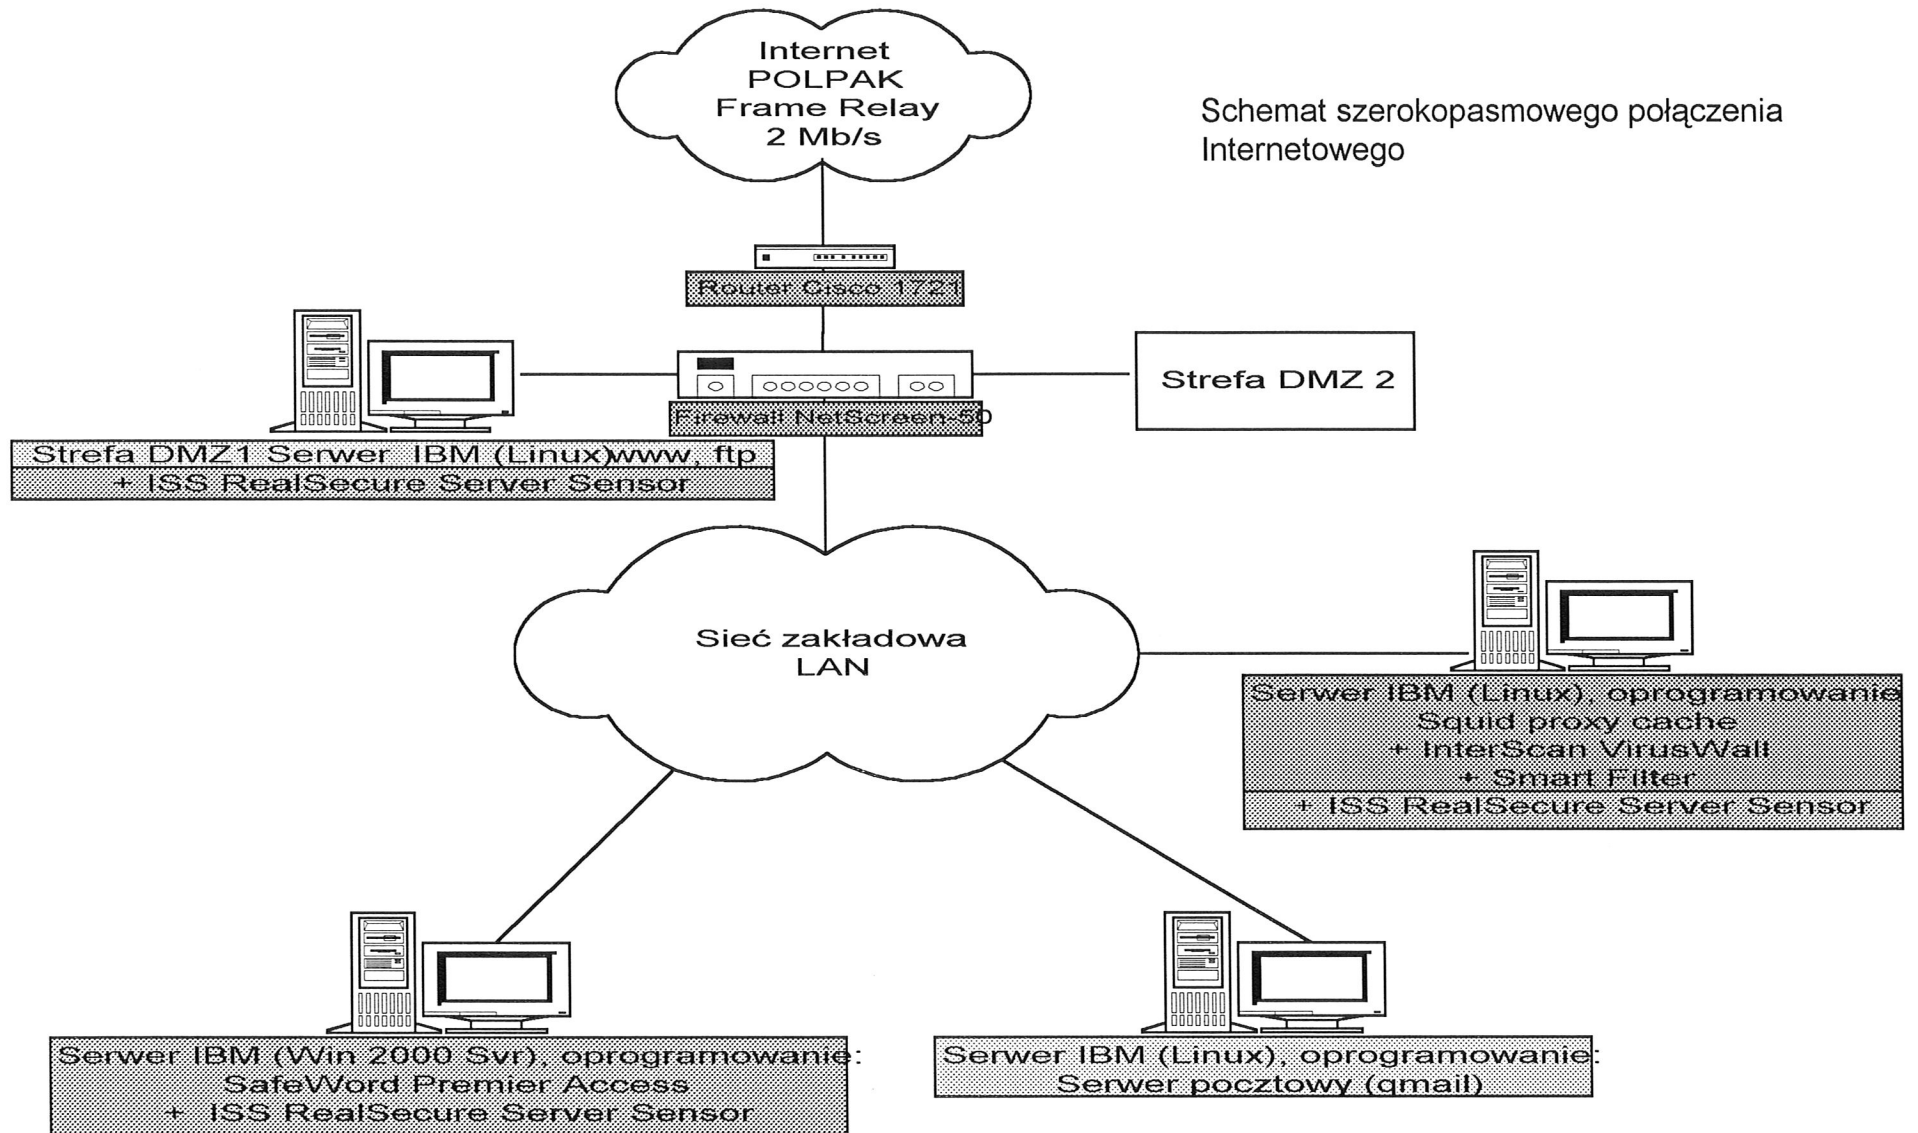 Internet
POLPAK
Frame Relay
2 Mb/s
Schemat szerokopasmowego połączenia
Internetowego
Router Cisco 1721
Firewall NetScreen-50
Strefa DMZ 2
Strefa DMZ1 Serwer IBM (Linux)www, ftp
+ ISS RealSecure Server Sensor
Sieć zakładowa
LAN
Serwer IBM (Linux), oprogramowanie
Squid proxy cache
+ InterScan VirusWall
+ Smart Filter
+ ISS RealSecure Server Sensor
Serwer IBM (Win 2000 Svr), oprogramowanie:
SafeWord Premier Access
+ ISS RealSecure Server Sensor
Serwer IBM (Linux), oprogramowanie:
Serwer pocztowy (qmail)